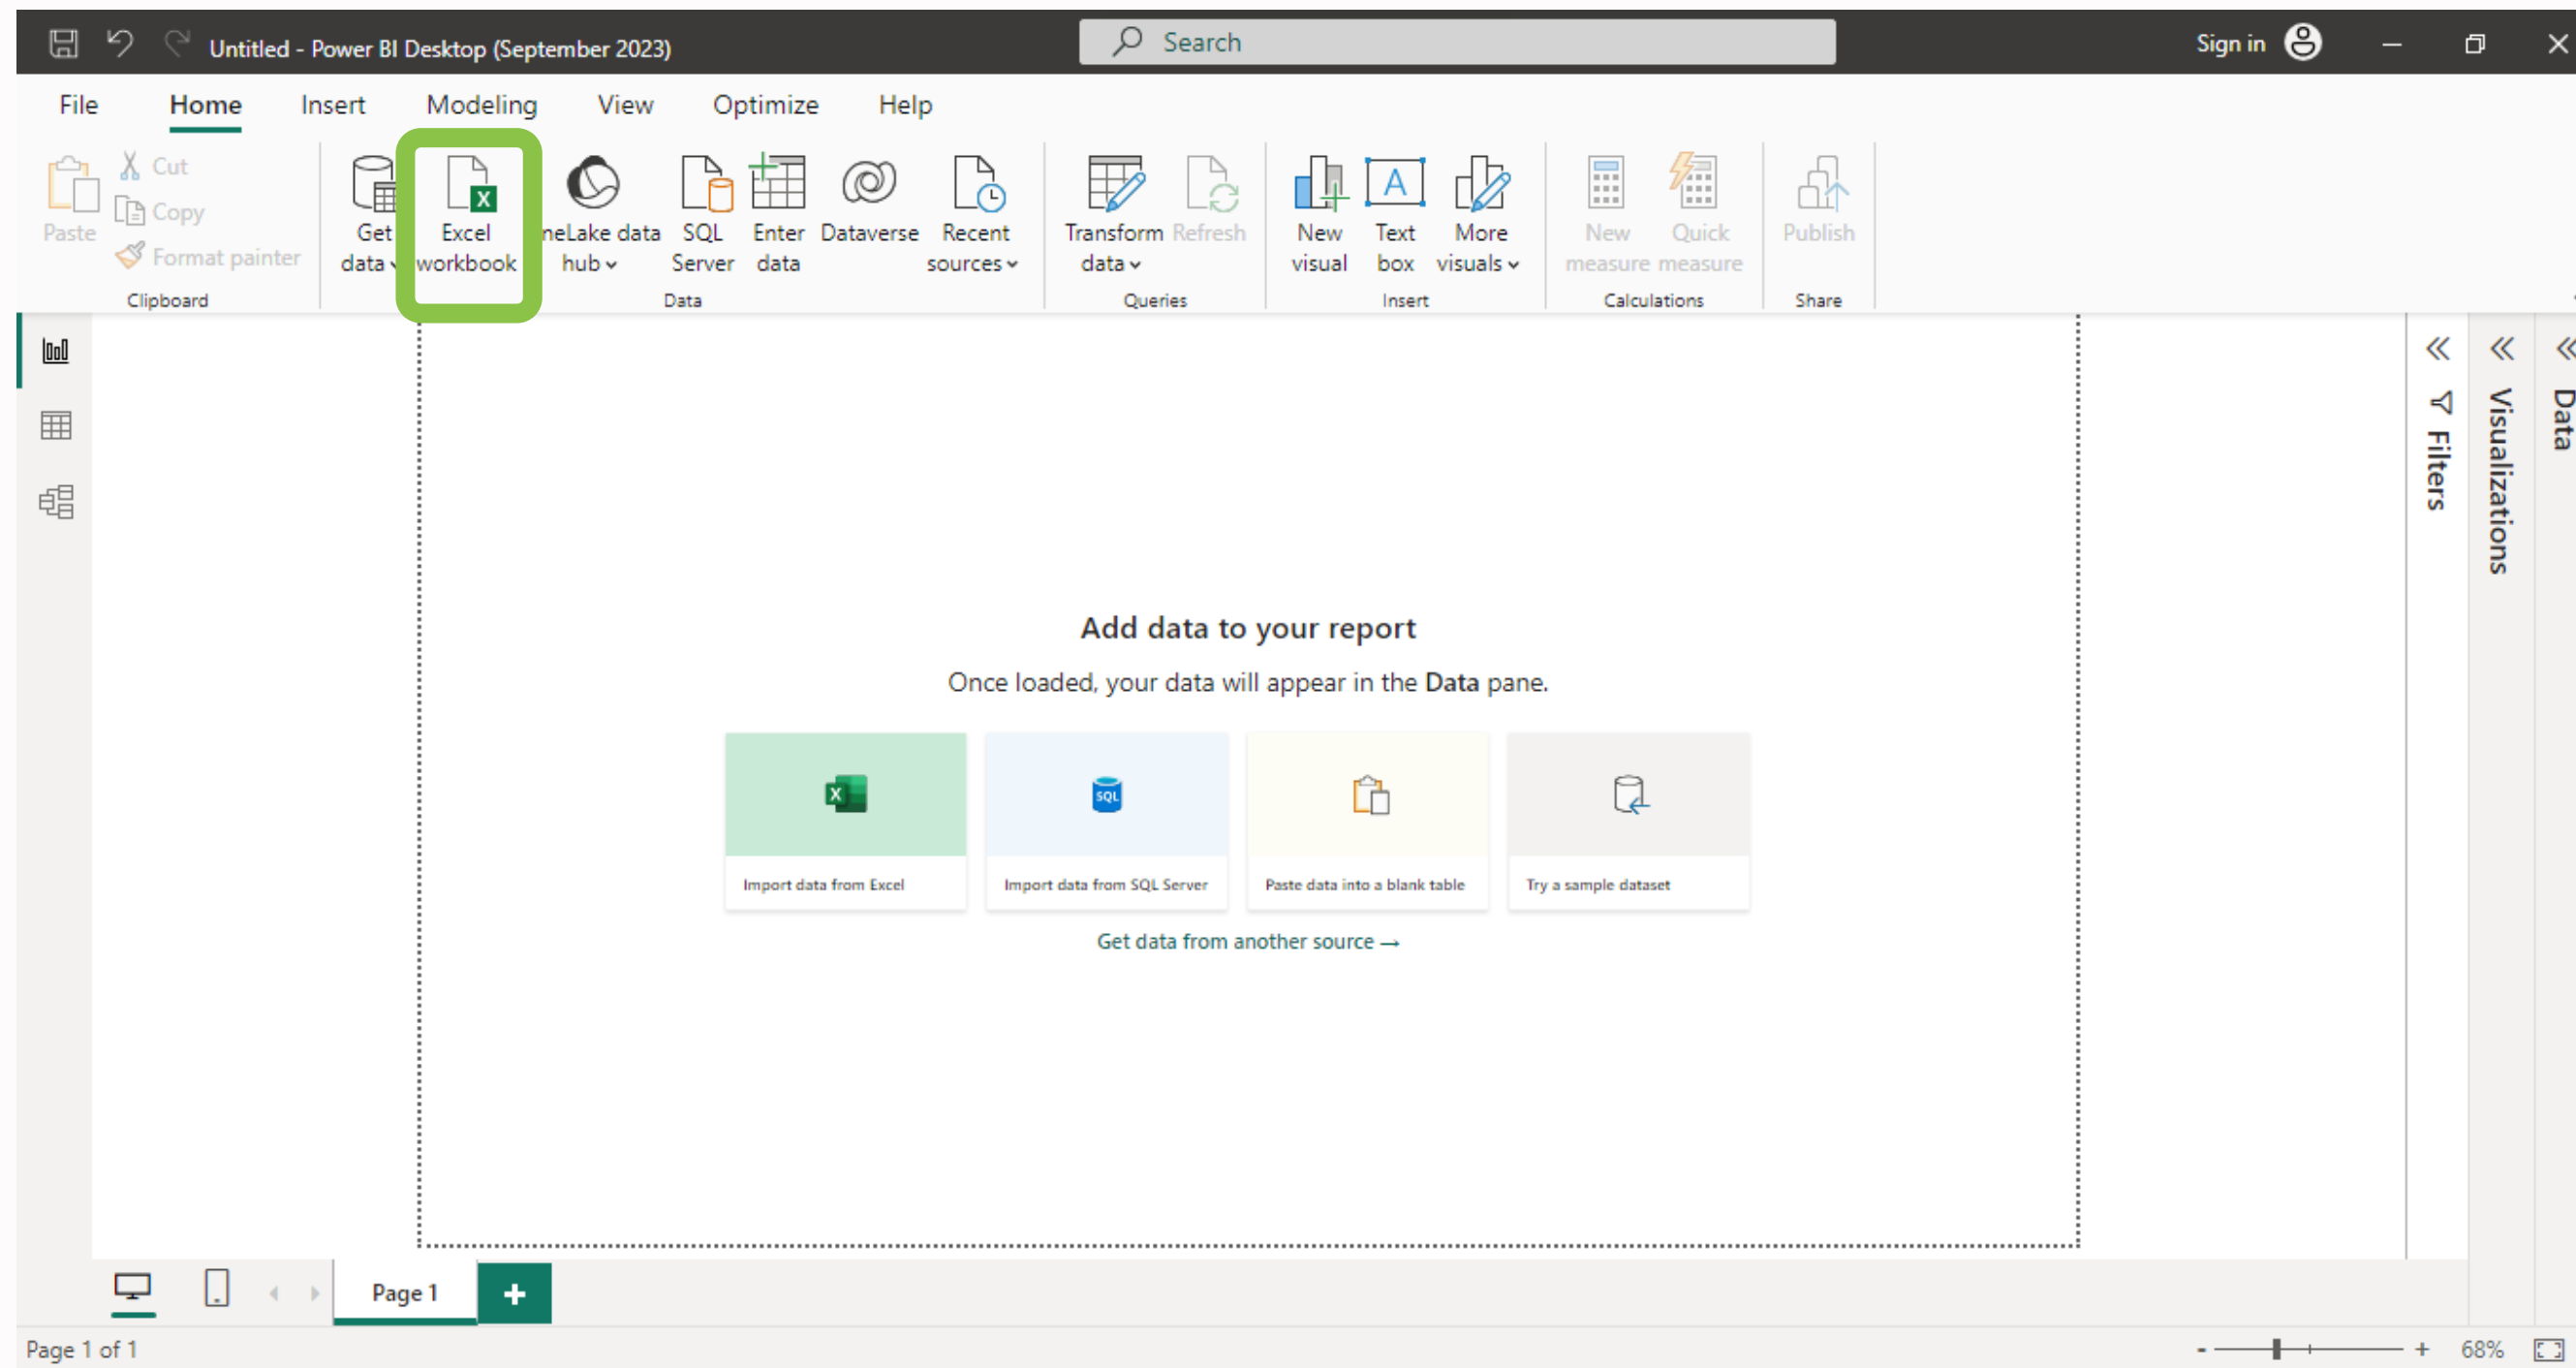 Untitled - Power BI Desktop (September 2023)
Search
Sign in
File Home Insert Modeling View Optimize Help
Paste
Cut
Copy
Format painter
Clipboard
Get
data
Excel
workbook
neLake data
hub
SQL
Server
Enter
data
Dataverse
Recent
sources
Data
Transform
data
Refresh
Queries
New
visual
Text
box
More
visuals
Insert
New
measure
Quick
measure
Calculations
Publish
Share
Filters
Visualizations
Data
Add data to your report
Once loaded, your data will appear in the Data pane.
X
SQL
Import data from Excel
Import data from SQL Server
Paste data into a blank table
Try a sample dataset
Get data from another source →
Page 1
+
Page 1 of 1
- + 68%